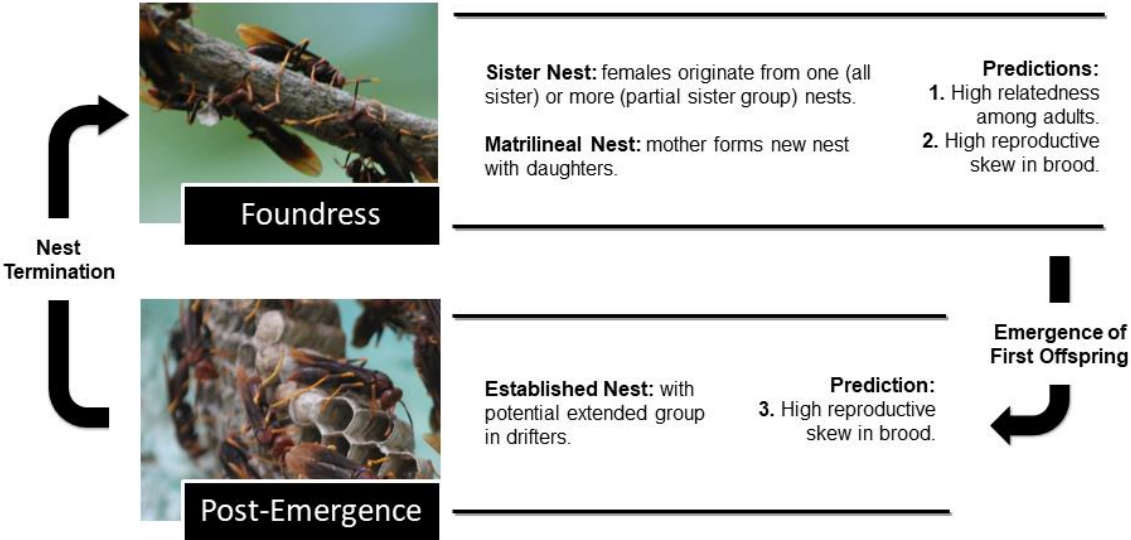 Sister Nest: females originate from one (all
sister) or more (partial sister group) nests.
Matrilineal Nest: mother forms new nest
with daughters.
Predictions:
1. High relatedness
among adults.
2. High reproductive
skew in brood.
Foundress
Nest
Termination
Emergence of
First Offspring
Established Nest: with
potential extended group
in drifters.
Prediction:
3. High reproductive
skew in brood.
Post-Emergence